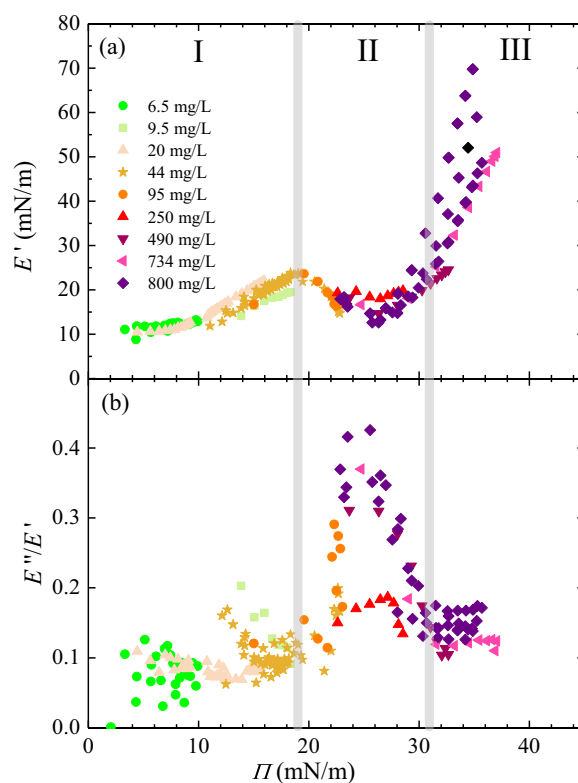 (a)
I
II
III
80
70
60
50
40
30
20
10
0
E' (mN/m)
6.5 mg/L
9.5 mg/L
20 mg/L
44 mg/L
95 mg/L
250 mg/L
490 mg/L
734 mg/L
800 mg/L
(b)
0.4
0.3
0.2
0.1
0.0
E''/E'
0
10
20
30
40
Π (mN/m)